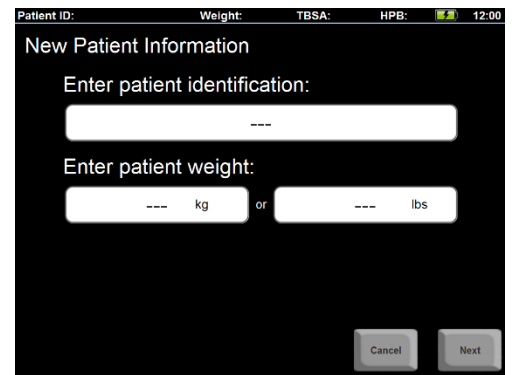 Patient ID: Weight: TBSA: HPB: 12:00
New Patient Information
Enter patient identification:
---
Enter patient weight:
--- kg or --- lbs
Cancel Next